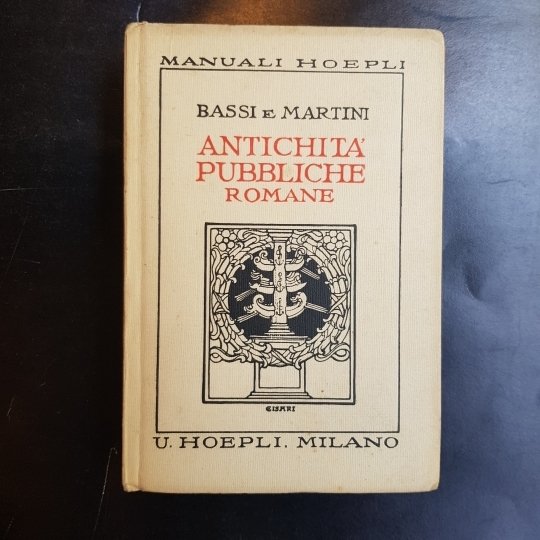 MANUALI HOEPLI
BASSI E MARTINI
ANTICHITA'
PUBBLICHE
ROMANE
CISARI
U. HOEPLI. MILANO